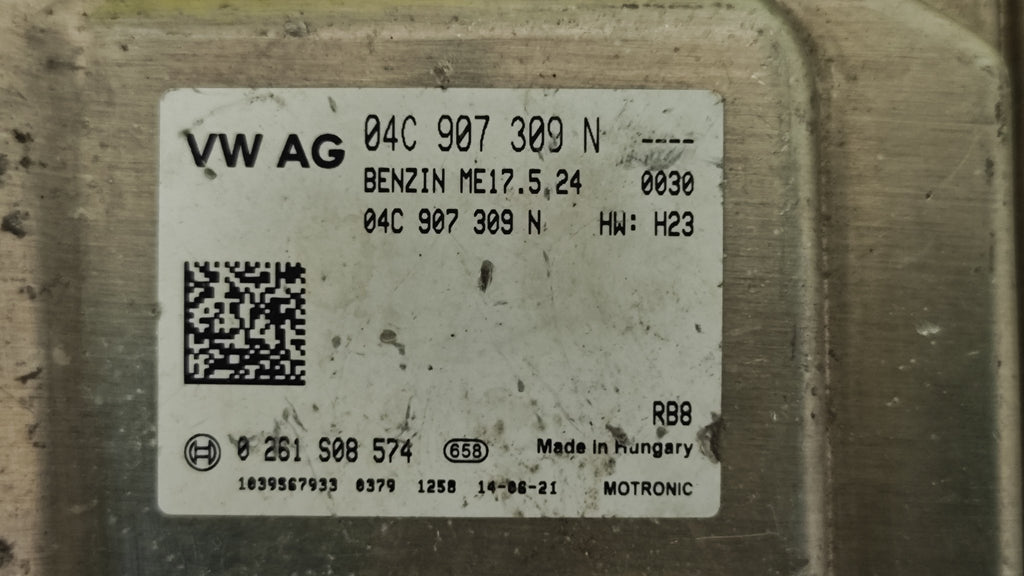 VW AG 04C 907 309 N ----
BENZIN ME17.5.24 0030
04C 907 309 N HW: H23
RB8
0 261 S08 574 658 Made in Hungary
1039S67933 0379 1258 14-06-21 MOTRONIC